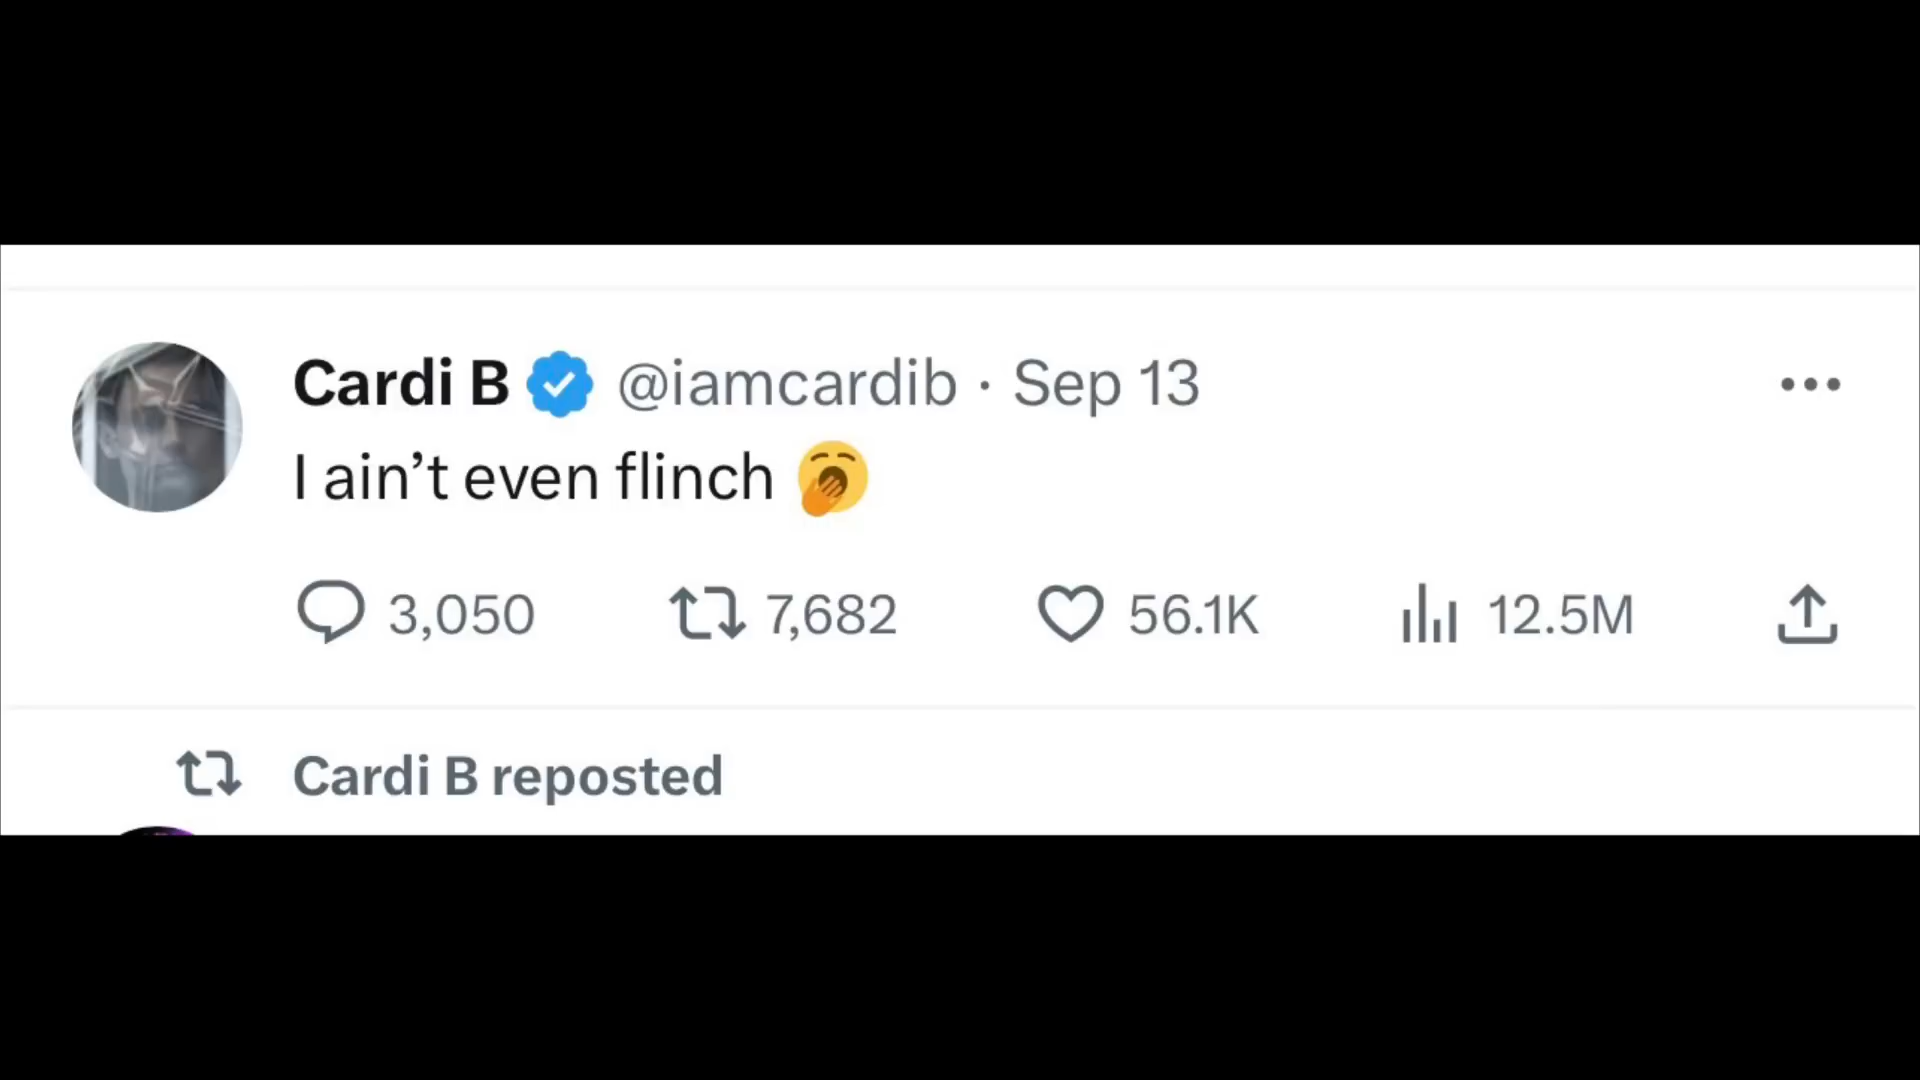 Cardi B @iamcardib · Sep 13
I ain’t even flinch 🥱
3,050 7,682 56.1K 12.5M
Cardi B reposted